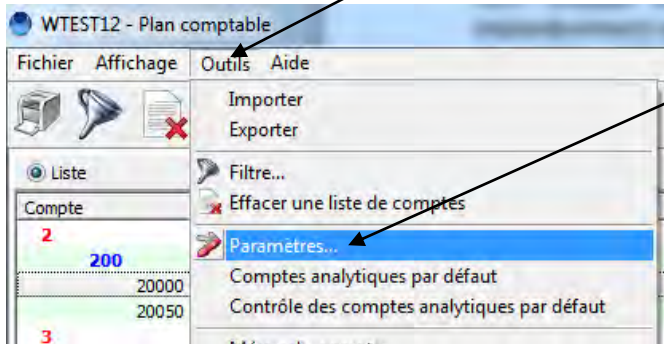 WTEST12 - Plan comptable
Fichier Affichage Outils Aide
Importer
Exporter
Liste
Filtre...
Effacer une liste de comptes
Compte
Paramètres...
2
200
Comptes analytiques par défaut
20000
Contrôle des comptes analytiques par défaut
20050
3